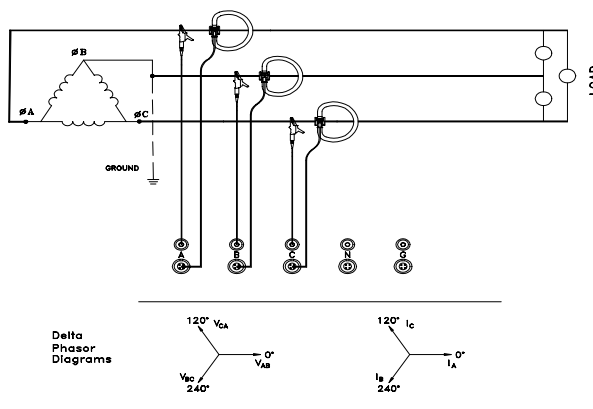 ØB
ØA
ØC
LOAD
GROUND
A B C N G
Delta
Phasor
Diagrams
120° VCA
0°
VAB
VBC
240°
120° IC
0°
IA
IB
240°